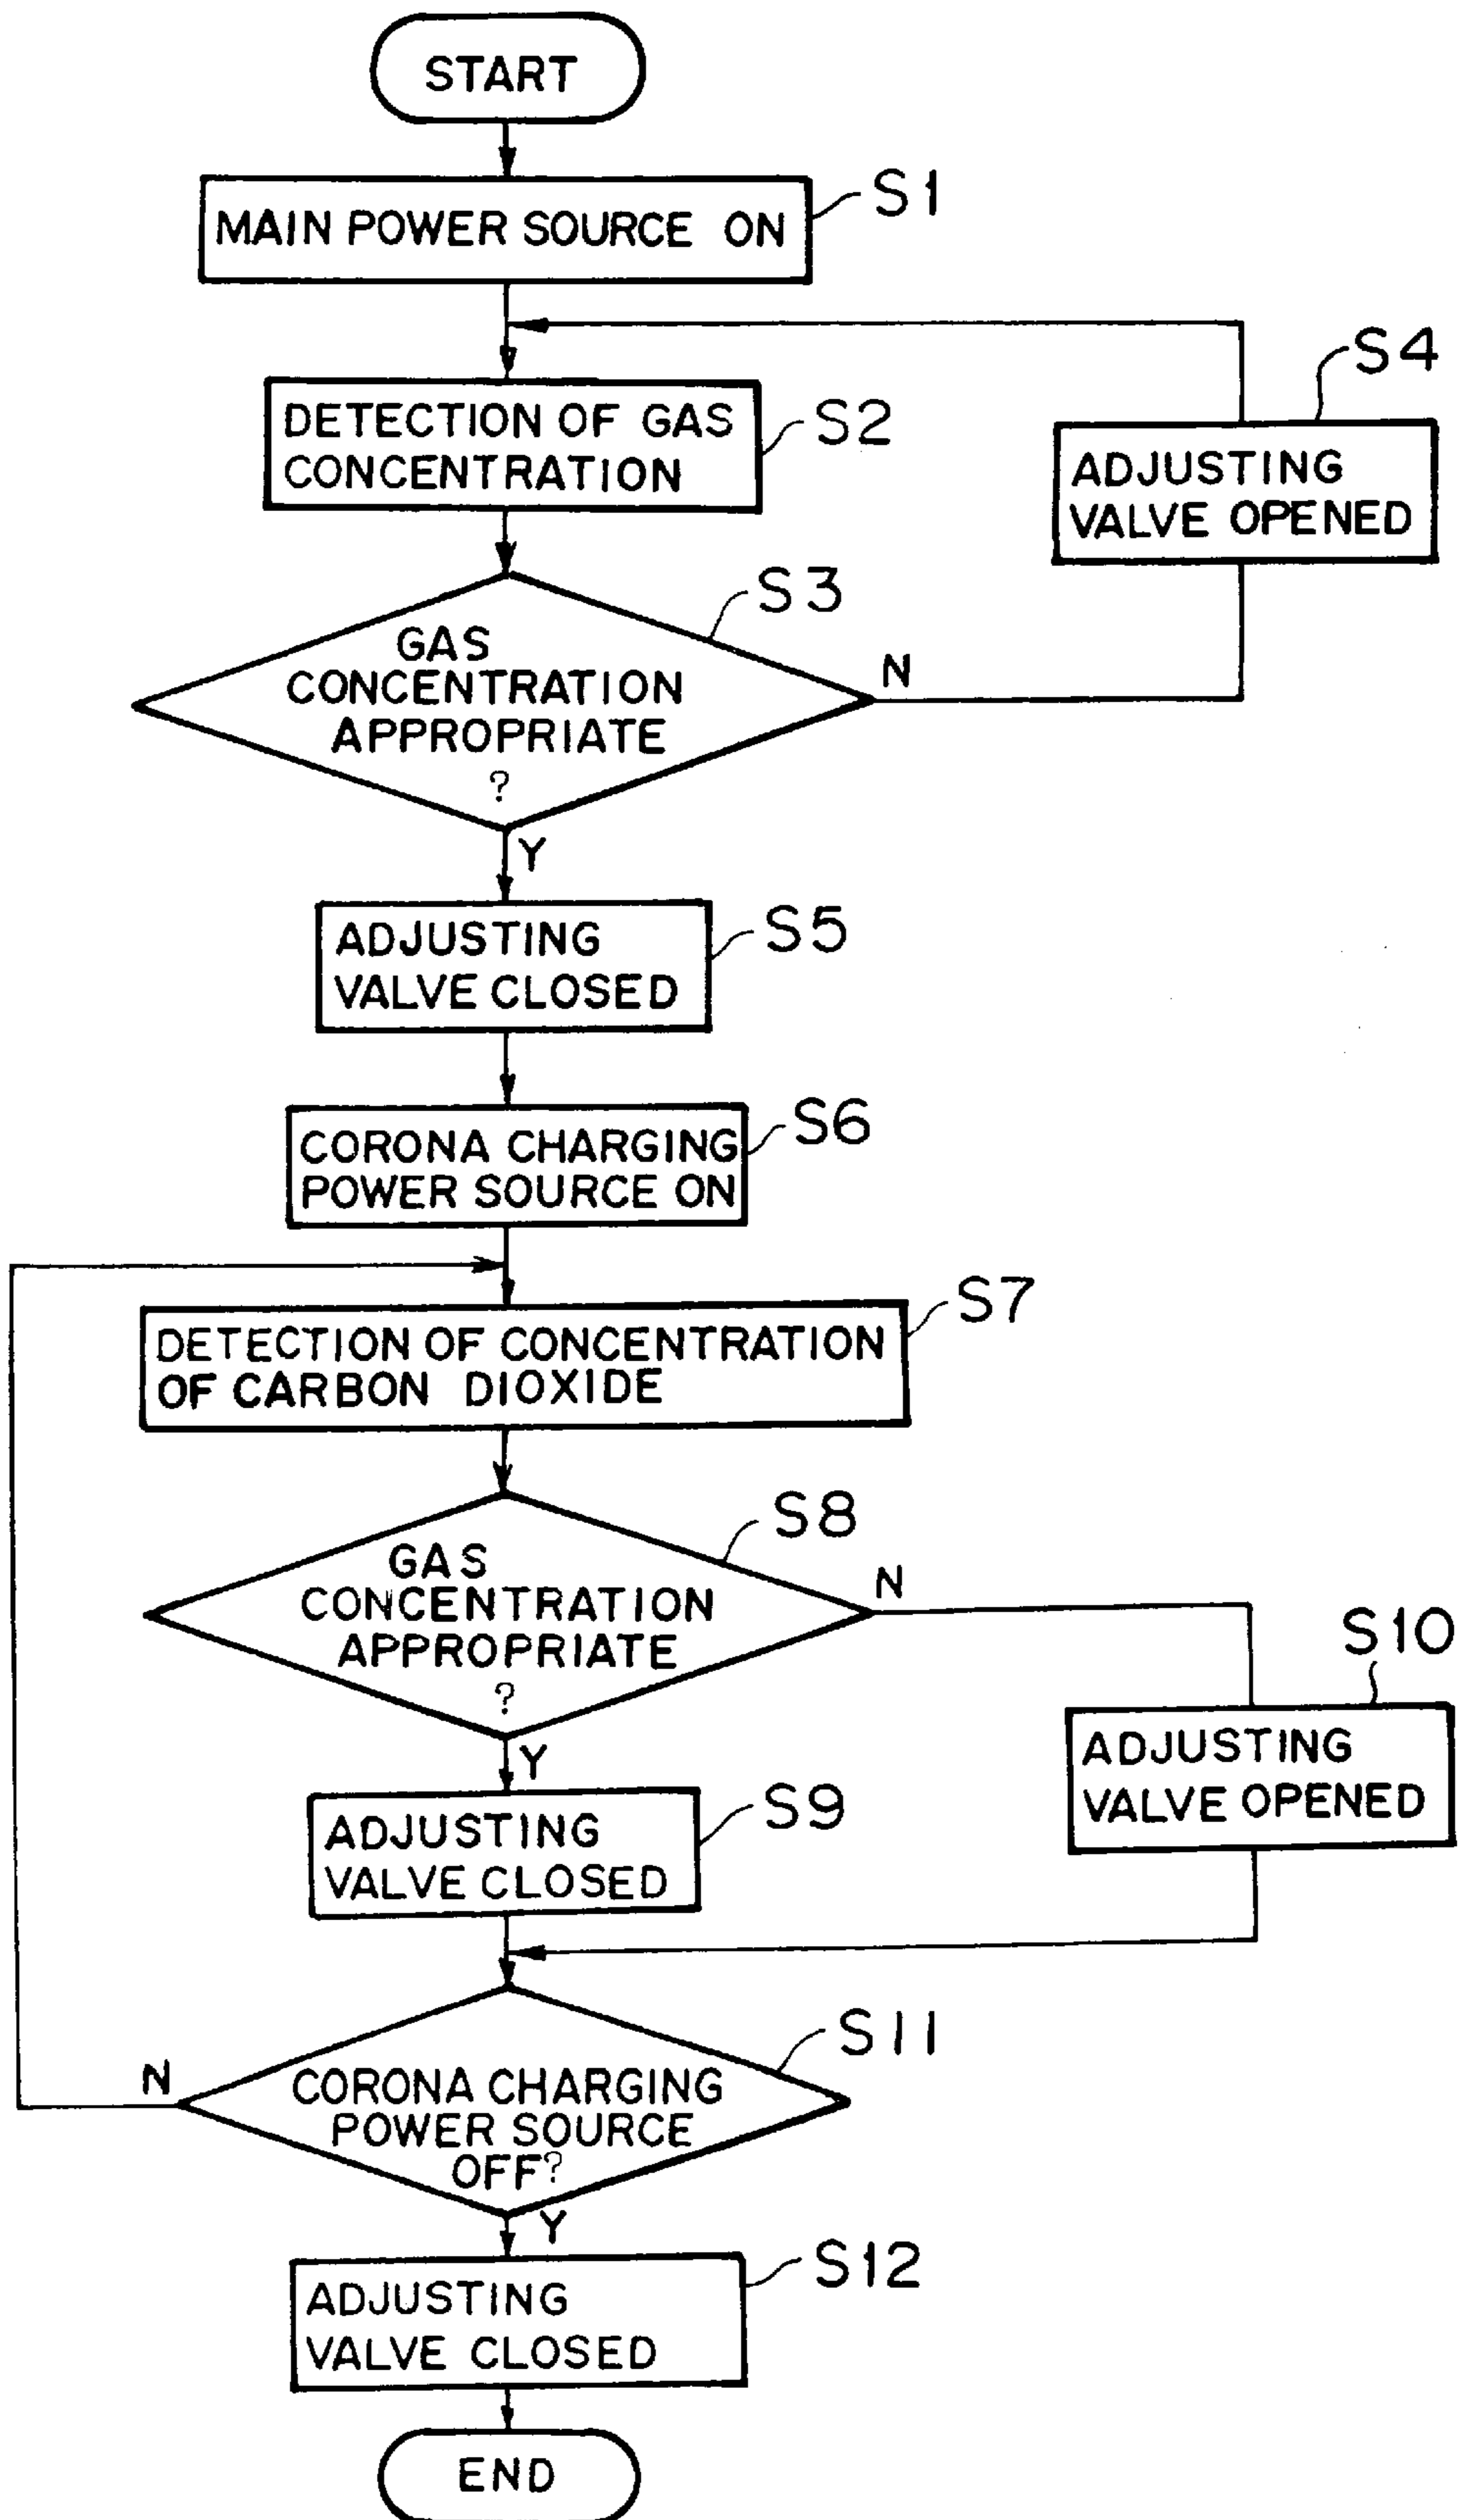 START
MAIN POWER SOURCE ON
S1
DETECTION OF GAS
CONCENTRATION
S2
GAS
CONCENTRATION
APPROPRIATE
?
S3
N
ADJUSTING
VALVE OPENED
S4
Y
ADJUSTING
VALVE CLOSED
S5
CORONA CHARGING
POWER SOURCE ON
S6
DETECTION OF CONCENTRATION
OF CARBON DIOXIDE
S7
GAS
CONCENTRATION
APPROPRIATE
?
S8
N
Y
ADJUSTING
VALVE CLOSED
S9
ADJUSTING
VALVE OPENED
S10
CORONA CHARGING
POWER SOURCE
OFF?
S11
N
Y
ADJUSTING
VALVE CLOSED
S12
END